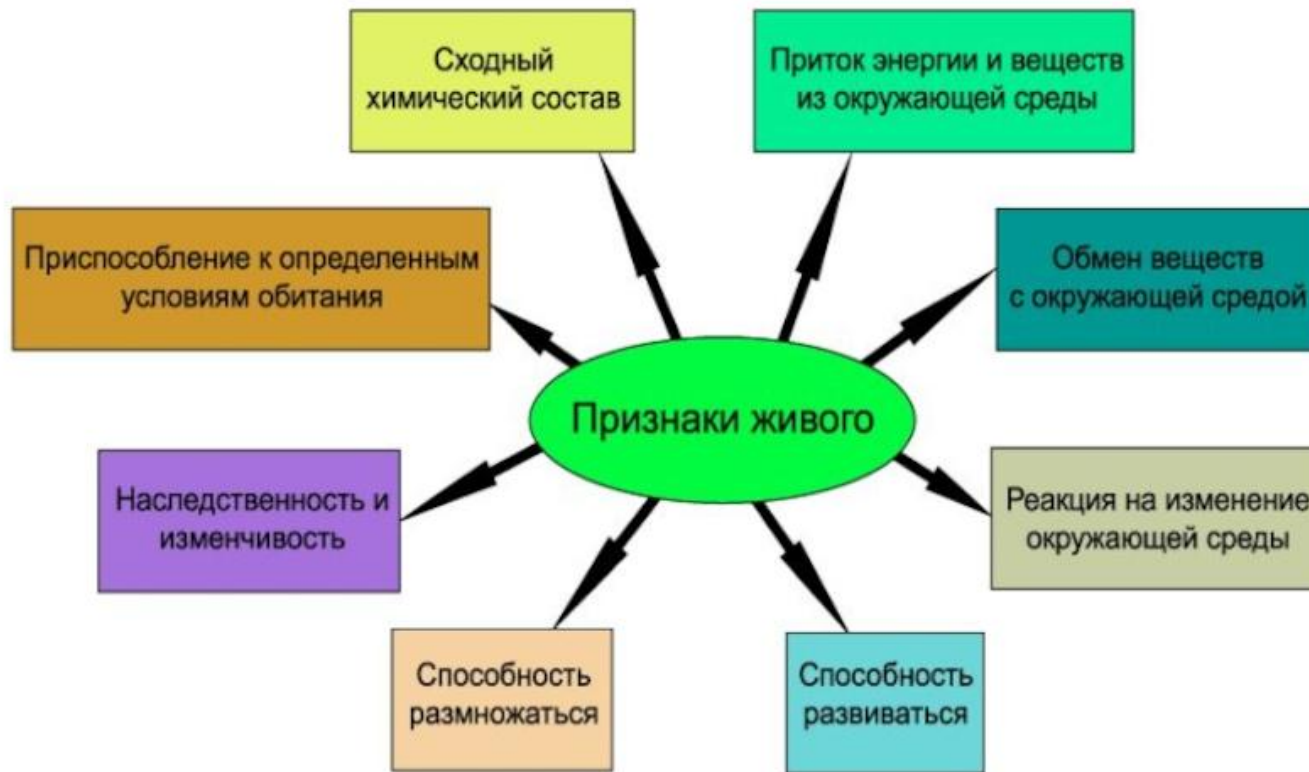 Сходный
химический состав
Приток энергии и веществ
из окружающей среды
Приспособление к определенным
условиям обитания
Обмен веществ
с окружающей средой
Признаки живого
Наследственность и
изменчивость
Реакция на изменение
окружающей среды
Способность
размножаться
Способность
развиваться